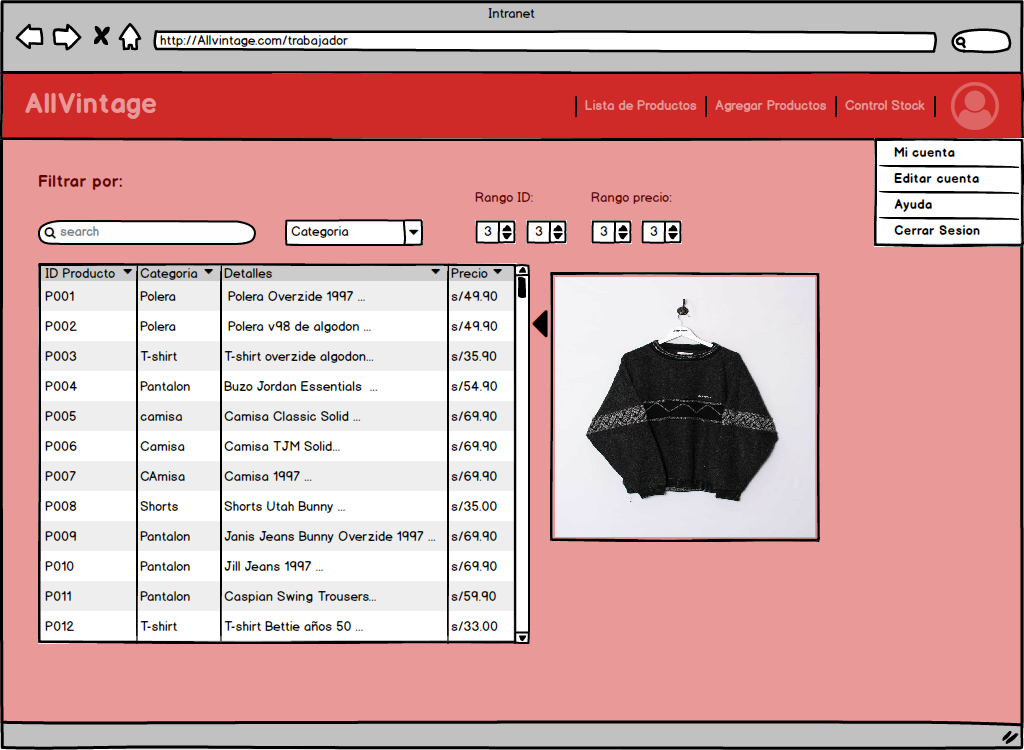 Intranet
http://Allvintage.com/trabajador
AllVintage
Lista de Productos
Agregar Productos
Control Stock
Mi cuenta
Editar cuenta
Ayuda
Cerrar Sesion
Filtrar por:
Rango ID:
Rango precio:
search
Categoria
3 3 3 3
ID Producto Categoria Detalles Precio
P001 Polera Polera Overzide 1997 ... s/49.90
P002 Polera Polera v98 de algodon ... s/49.90
P003 T-shirt T-shirt overzide algodon... s/35.90
P004 Pantalon Buzo Jordan Essentials ... s/54.90
P005 camisa Camisa Classic Solid ... s/69.90
P006 Camisa Camisa TJM Solid... s/69.90
P007 CAmisa Camisa 1997 ... s/69.90
P008 Shorts Shorts Utah Bunny ... s/35.00
P009 Pantalon Janis Jeans Bunny Overzide 1997 ... s/69.90
P010 Pantalon Jill Jeans 1997 ... s/69.90
P011 Pantalon Caspian Swing Trousers... s/59.90
P012 T-shirt T-shirt Bettie años 50 ... s/33.00